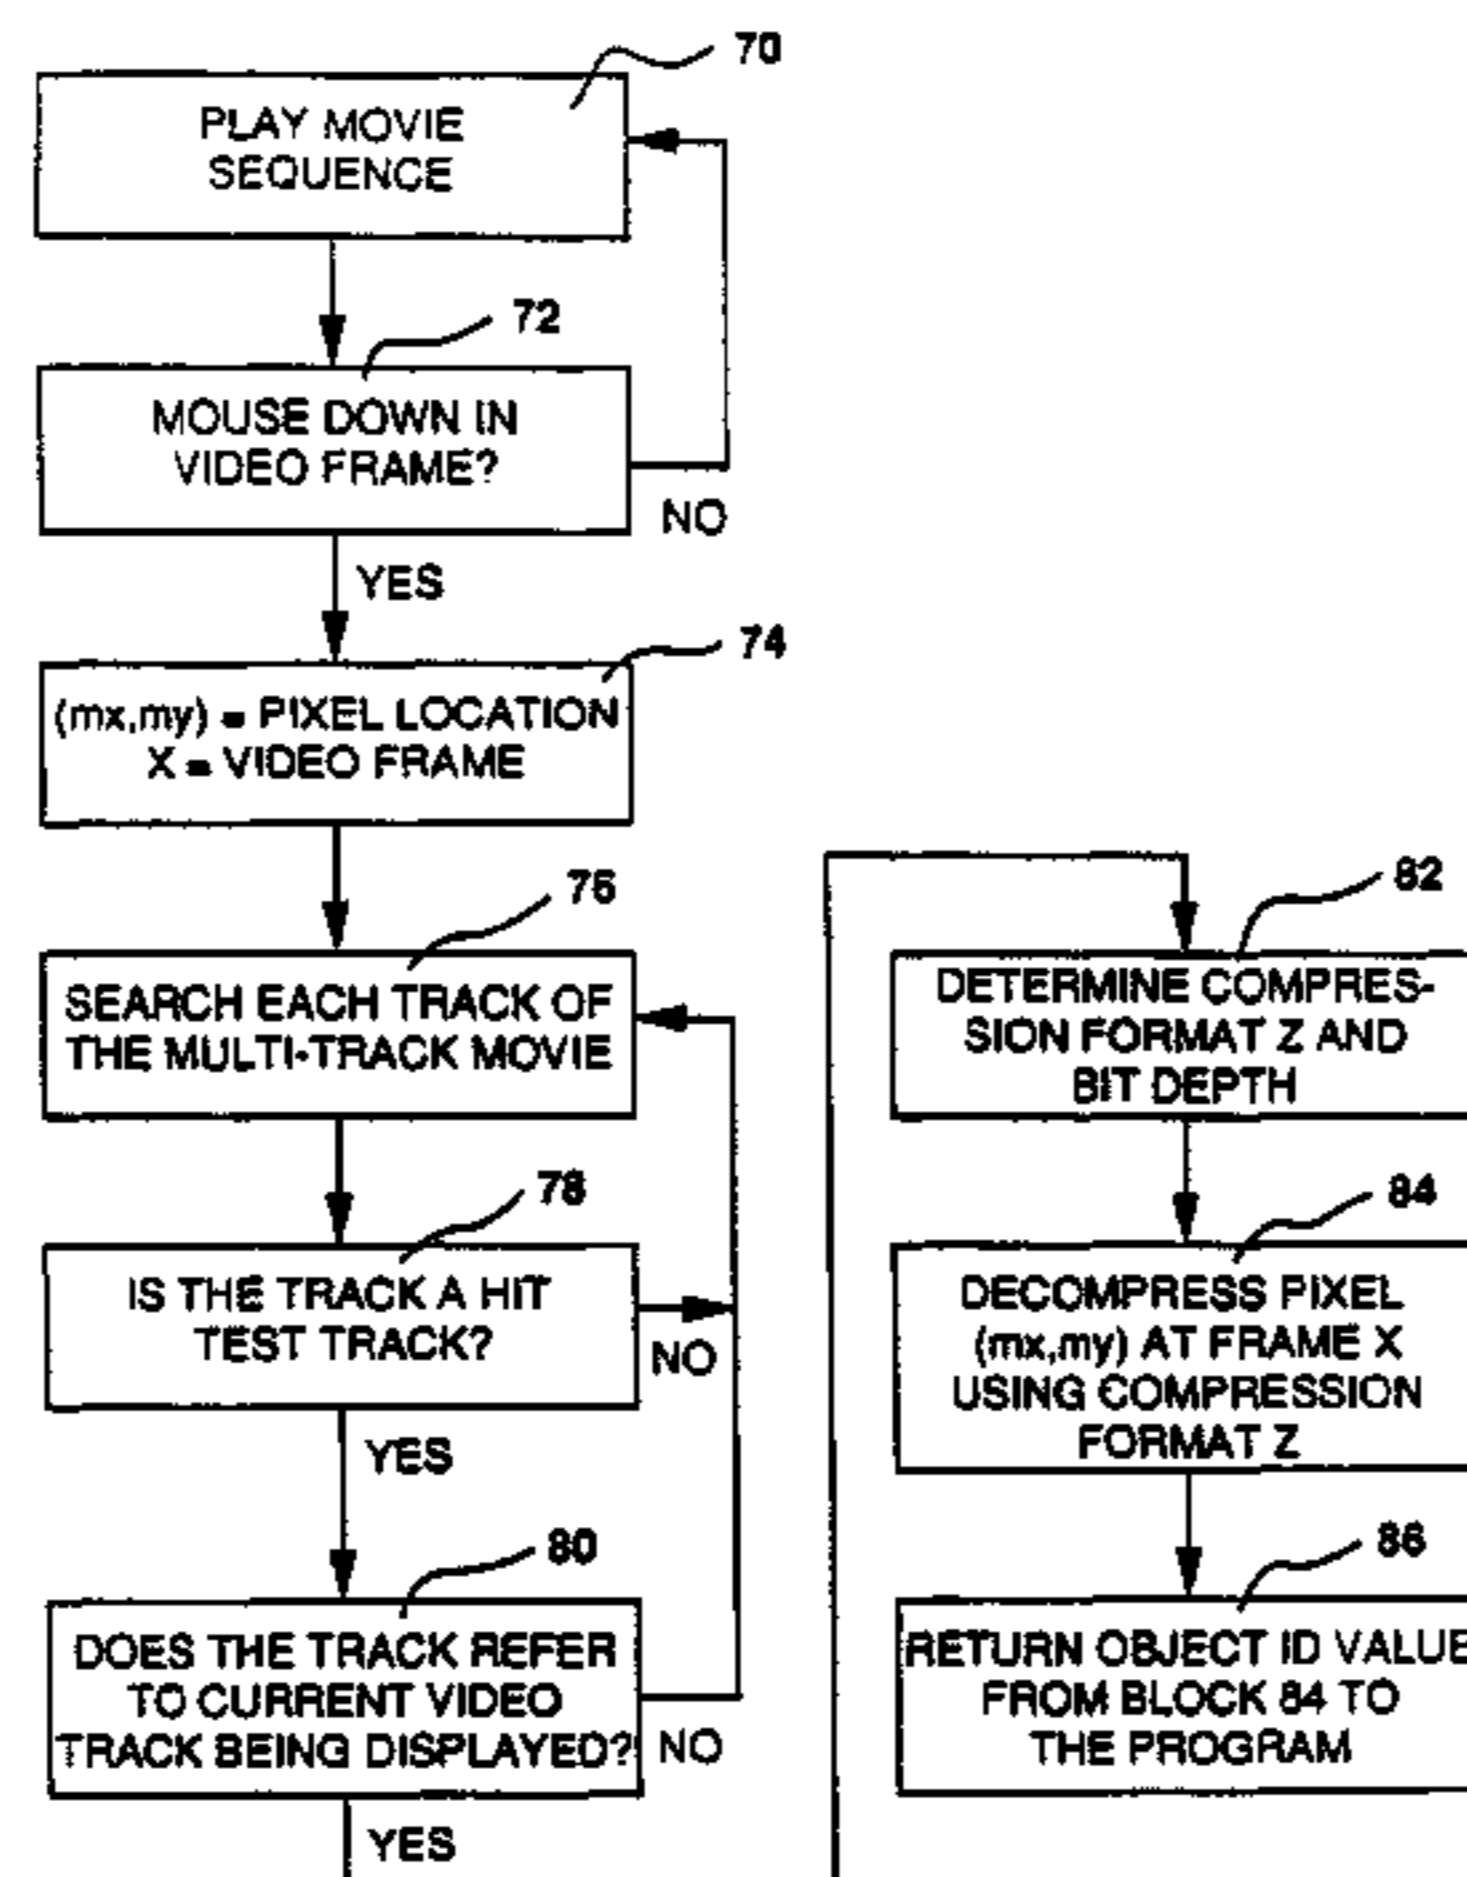 70
PLAY MOVIE
SEQUENCE
72
MOUSE DOWN IN
VIDEO FRAME?
NO
YES
74
(mx,my) = PIXEL LOCATION
X = VIDEO FRAME
76
SEARCH EACH TRACK OF
THE MULTI-TRACK MOVIE
78
IS THE TRACK A HIT
TEST TRACK?
NO
YES
80
DOES THE TRACK REFER
TO CURRENT VIDEO
TRACK BEING DISPLAYED?
NO
YES
82
DETERMINE COMPRES-
SION FORMAT Z AND
BIT DEPTH
84
DECOMPRESS PIXEL
(mx,my) AT FRAME X
USING COMPRESSION
FORMAT Z
86
RETURN OBJECT ID VALUE
FROM BLOCK 84 TO
THE PROGRAM